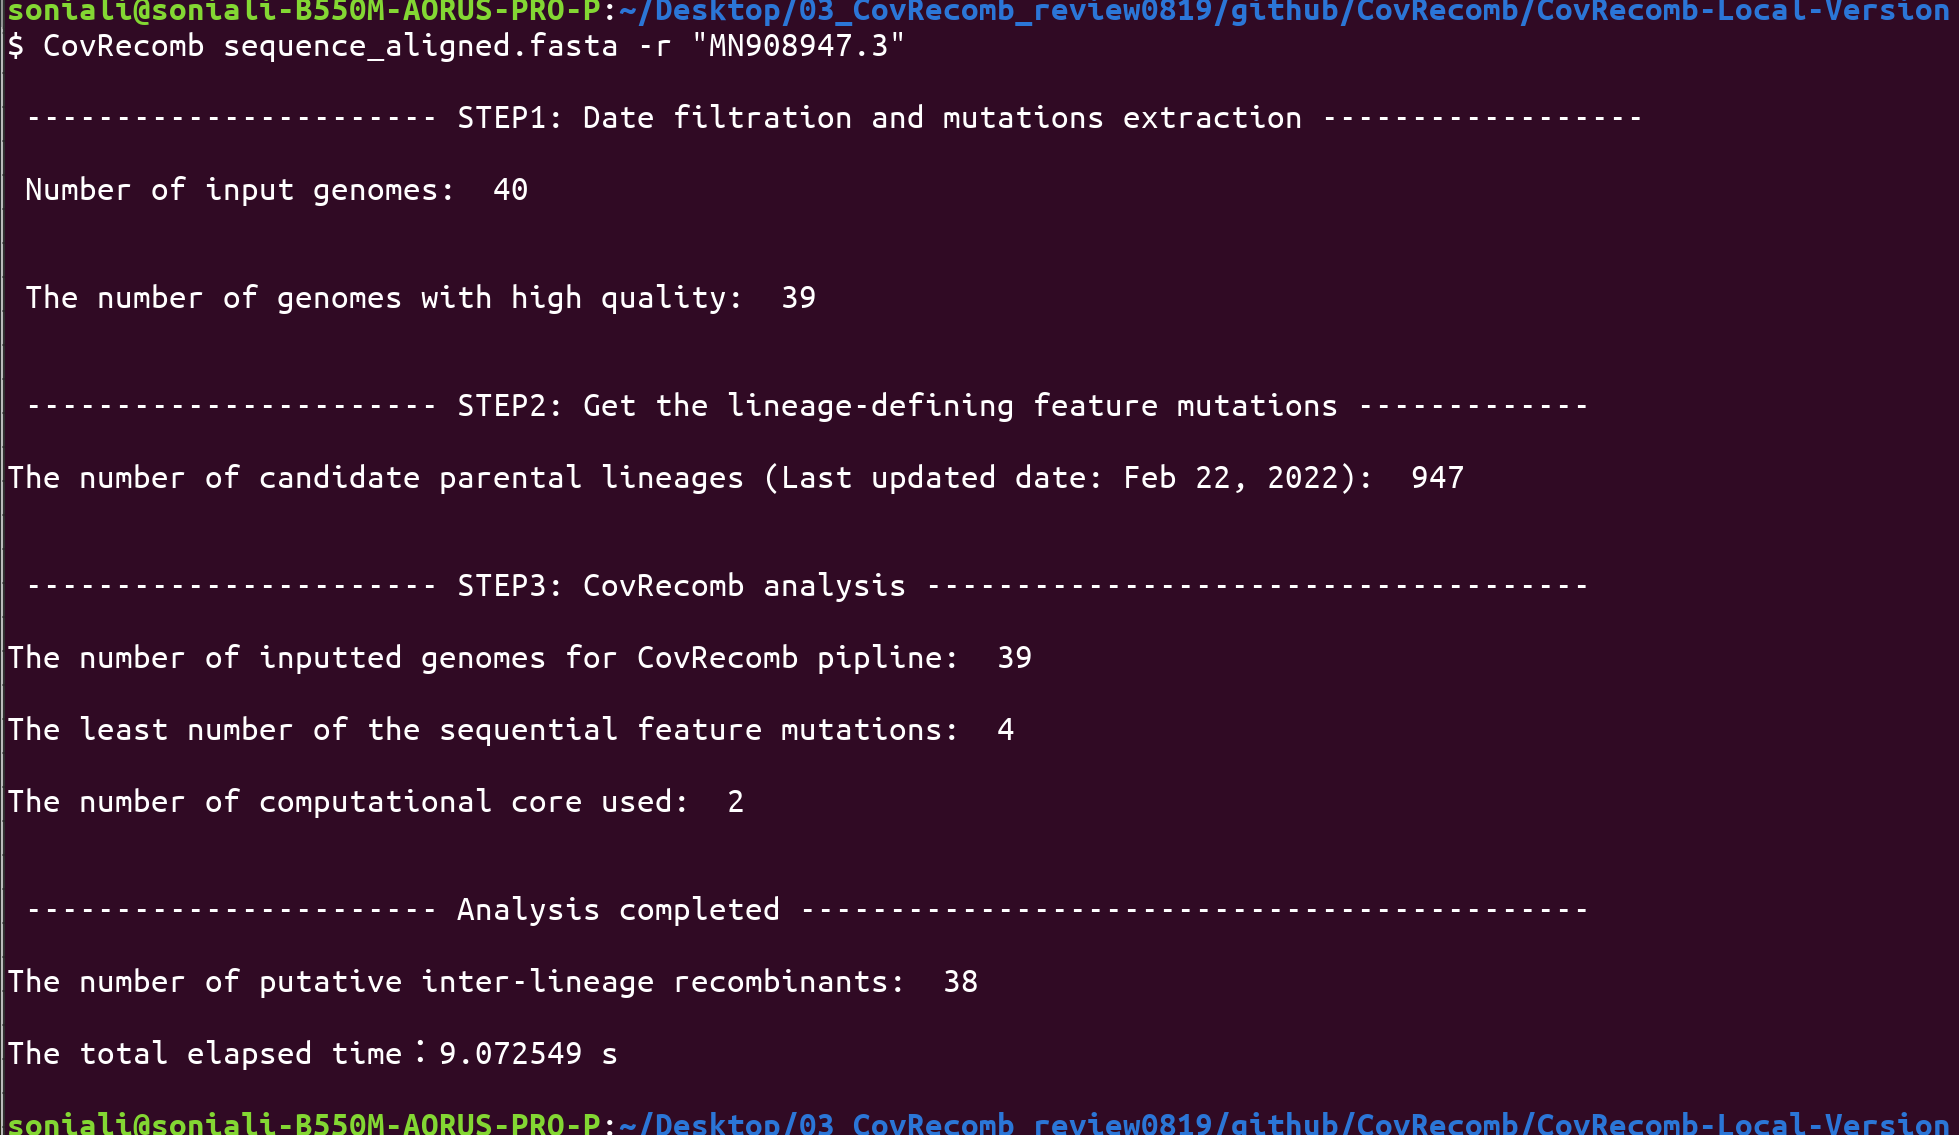 soniali@soniali-B550M-AORUS-PRO-P:~/Desktop/03_CovRecomb_review0819/github/CovRecomb/CovRecomb-Local-Version
$ CovRecomb sequence_aligned.fasta -r "MN908947.3"
----------------------- STEP1: Date filtration and mutations extraction ------------------
Number of input genomes:  40
The number of genomes with high quality:  39
----------------------- STEP2: Get the lineage-defining feature mutations -------------
The number of candidate parental lineages (Last updated date: Feb 22, 2022):  947
----------------------- STEP3: CovRecomb analysis -------------------------------------
The number of inputted genomes for CovRecomb pipline:  39
The least number of the sequential feature mutations:  4
The number of computational core used:  2
----------------------- Analysis completed --------------------------------------------
The number of putative inter-lineage recombinants:  38
The total elapsed time：9.072549 s
soniali@soniali-B550M-AORUS-PRO-P:~/Desktop/03_CovRecomb_review0819/github/CovRecomb/CovRecomb-Local-Version